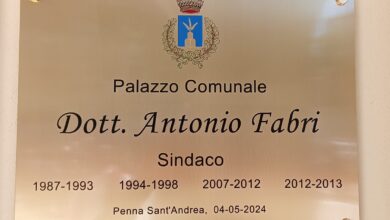 Palazzo Comunale
Dott. Antonio Fabri
Sindaco
1987-1993 1994-1998 2007-2012 2012-2013
Penna Sant'Andrea, 04-05-2024